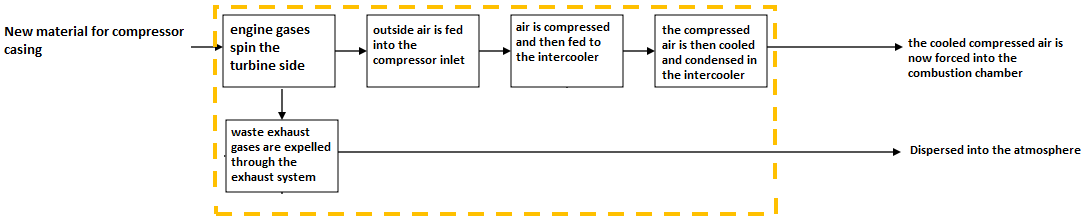 New material for compressor
casing
engine gases
spin the
turbine side
outside air is fed
into the
compressor inlet
air is compressed
and then fed to
the intercooler
the compressed
air is then cooled
and condensed in
the intercooler
the cooled compressed air is
now forced into the
combustion chamber
waste exhaust
gases are expelled
through the
exhaust system
Dispersed into the atmosphere